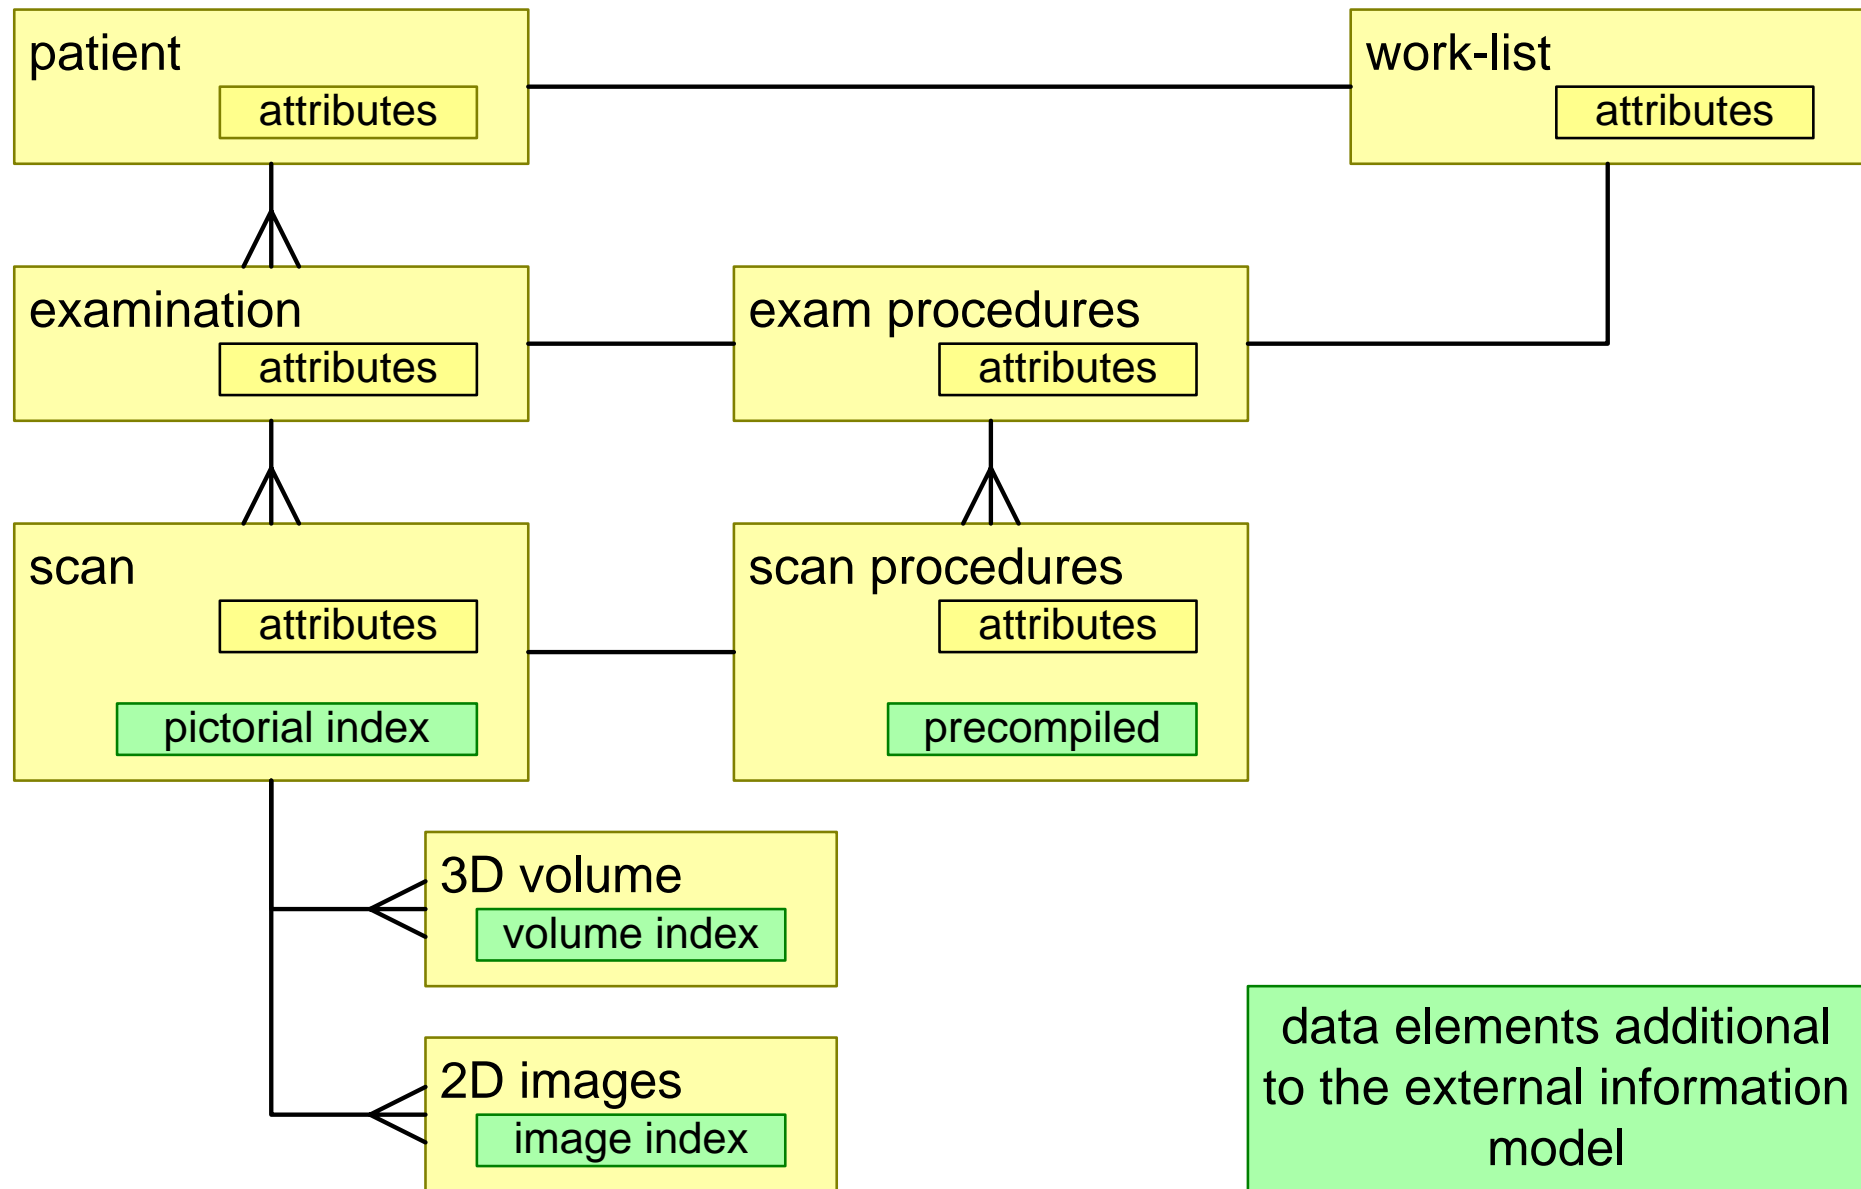 patient
attributes
work-list
attributes
examination
attributes
exam procedures
attributes
scan
attributes
pictorial index
scan procedures
attributes
precompiled
3D volume
volume index
2D images
image index
data elements additional
to the external information
model